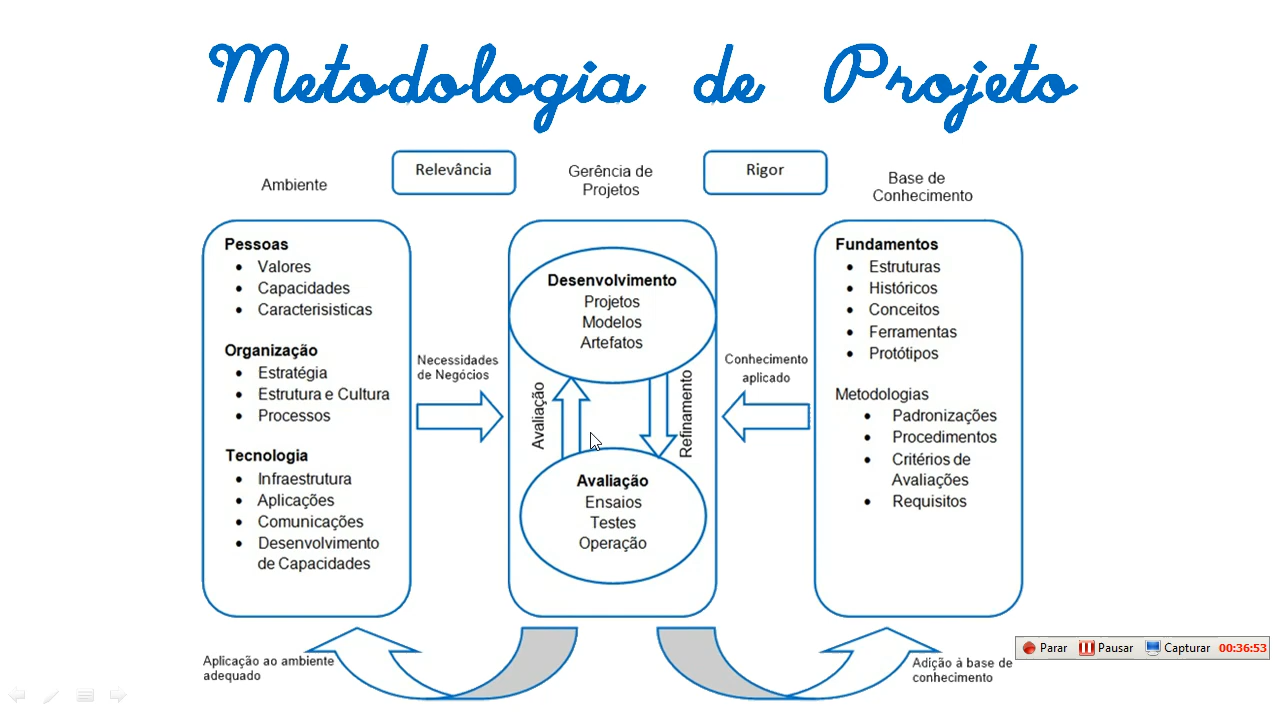 Metodologia de Projeto
Ambiente
Relevância
Gerência de
Projetos
Rigor
Base de
Conhecimento
Pessoas
• Valores
• Capacidades
• Caracterisisticas
Organização
• Estratégia
• Estrutura e Cultura
• Processos
Tecnologia
• Infraestrutura
• Aplicações
• Comunicações
• Desenvolvimento
de Capacidades
Necessidades
de Negócios
Desenvolvimento
Projetos
Modelos
Artefatos
Avaliação
Refinamento
Avaliação
Ensaios
Testes
Operação
Conhecimento
aplicado
Fundamentos
• Estruturas
• Históricos
• Conceitos
• Ferramentas
• Protótipos
Metodologias
• Padronizações
• Procedimentos
• Critérios de
Avaliações
• Requisitos
Aplicação ao ambiente
adequado
Adição à base de
conhecimento
Parar Pausar Capturar 00:36:53